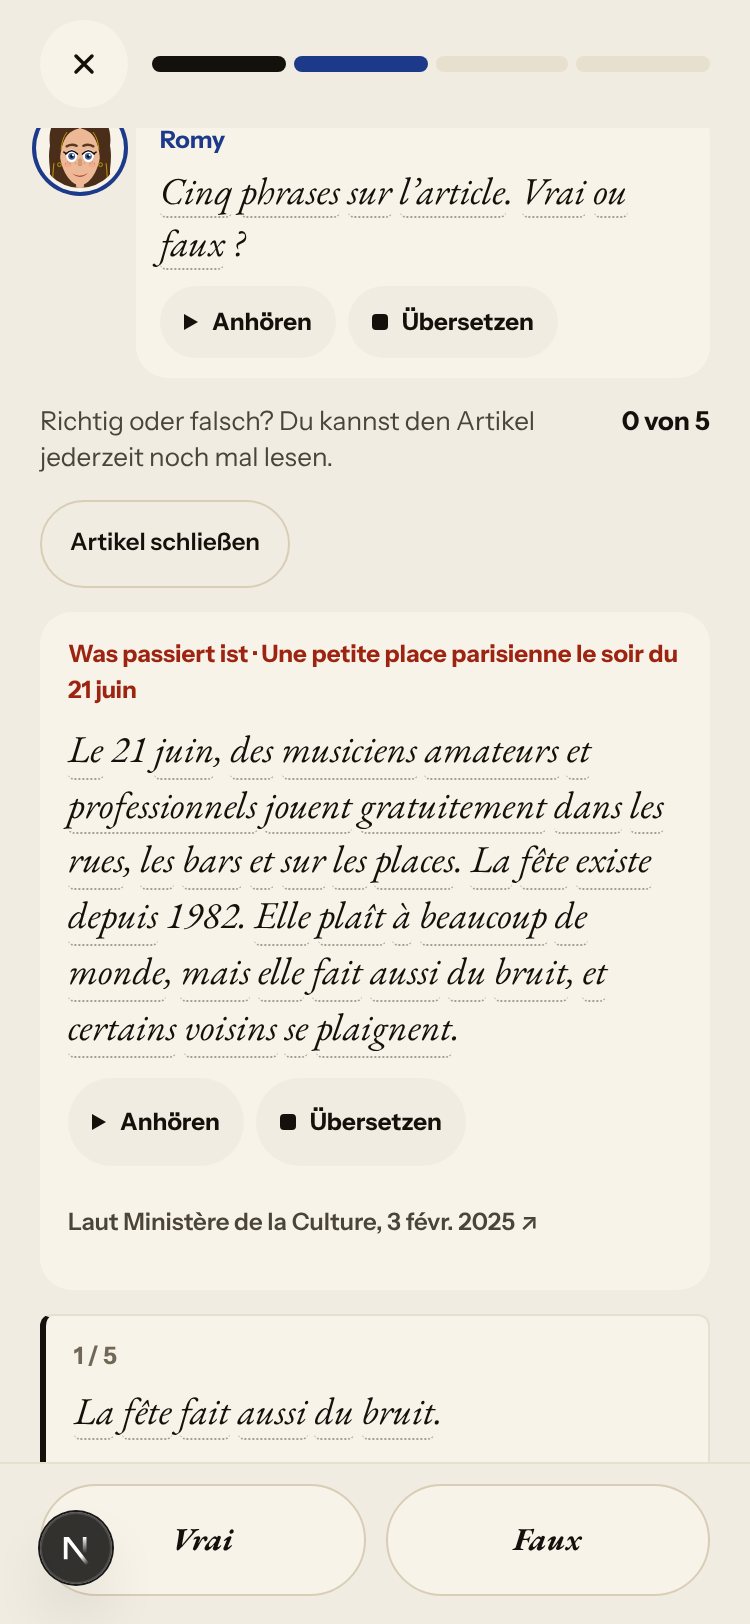 Romy
Cinq phrases sur l’article. Vrai ou
faux ?
Anhören
Übersetzen
Richtig oder falsch? Du kannst den Artikel
jederzeit noch mal lesen.
0 von 5
Artikel schließen
Was passiert ist · Une petite place parisienne le soir du
21 juin
Le 21 juin, des musiciens amateurs et
professionnels jouent gratuitement dans les
rues, les bars et sur les places. La fête existe
depuis 1982. Elle plaît à beaucoup de
monde, mais elle fait aussi du bruit, et
certains voisins se plaignent.
Anhören
Übersetzen
Laut Ministère de la Culture, 3 févr. 2025 ↗
1 / 5
La fête fait aussi du bruit.
N
Vrai
Faux